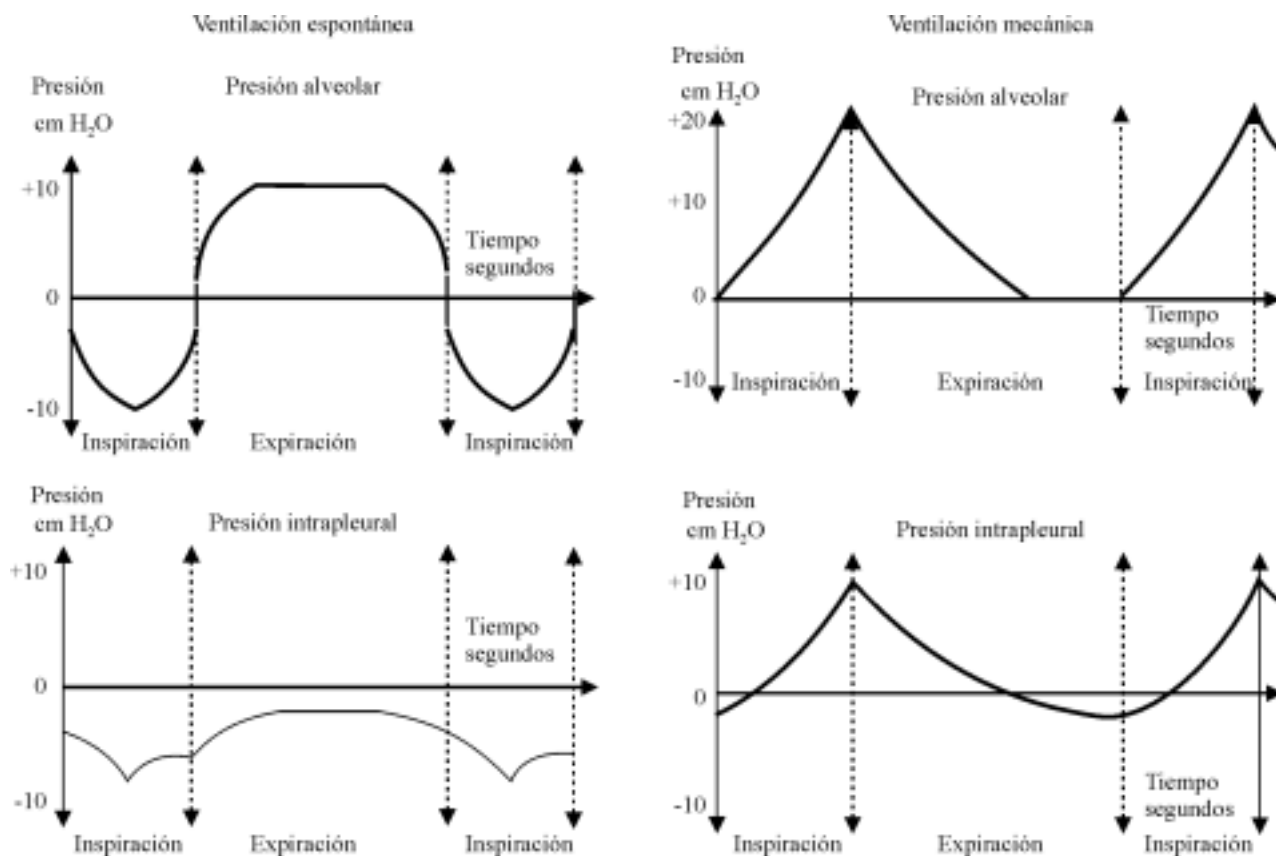 Ventilación espontánea
Presión
cm H₂O
Presión alveolar
+10
0
-10
Tiempo
segundos
Inspiración
Expiración
Inspiración
Presión
cm H₂O
Presión intrapleural
+10
0
-10
Tiempo
segundos
Inspiración
Expiración
Inspiración
Ventilación mecánica
Presión
cm H₂O
Presión alveolar
+20
+10
0
-10
Tiempo
segundos
Inspiración
Expiración
Inspiración
Presión
cm H₂O
Presión intrapleural
+10
0
-10
Tiempo
segundos
Inspiración
Expiración
Inspiración